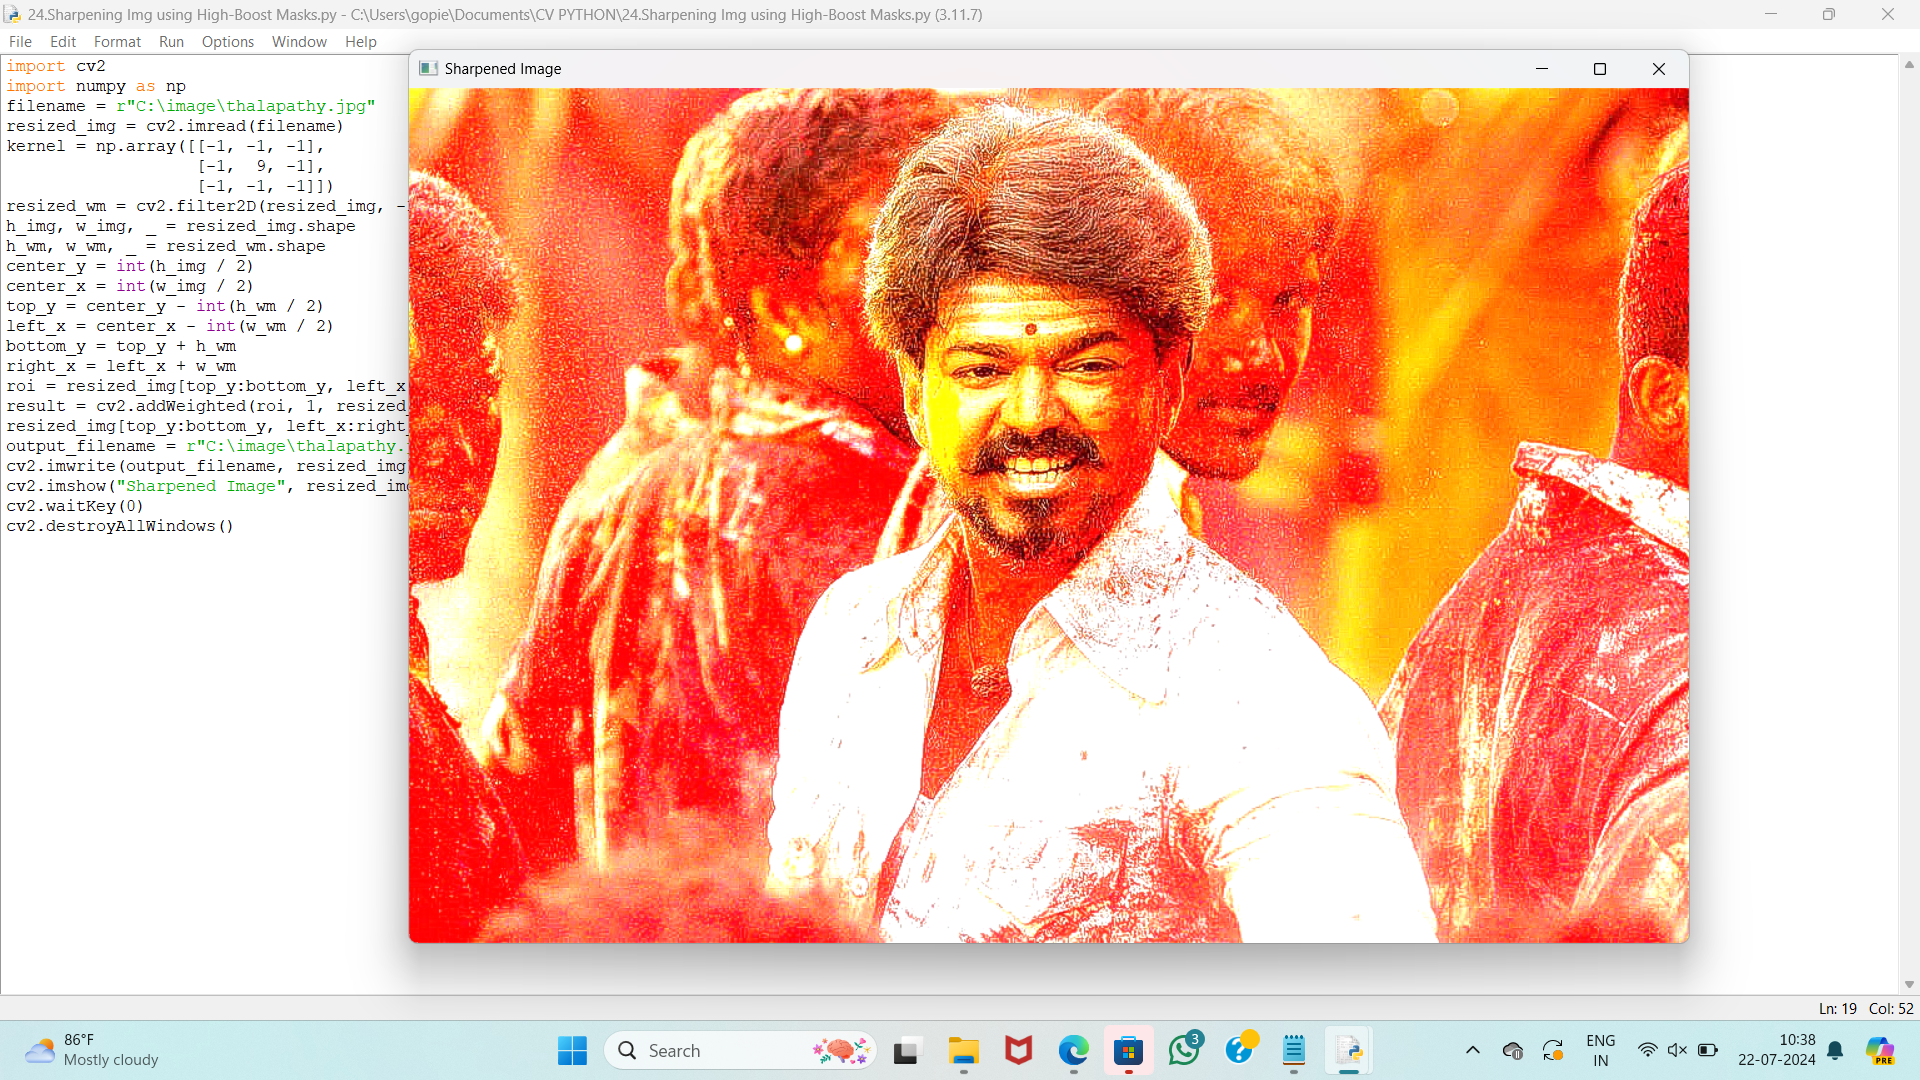 24.Sharpening Img using High-Boost Masks.py - C:\Users\gopie\Documents\CV PYTHON\24.Sharpening Img using High-Boost Masks.py (3.11.7)
File Edit Format Run Options Window Help
Sharpened Image
import cv2
import numpy as np
filename = r"C:\image\thalapathy.jpg"
resized_img = cv2.imread(filename)
kernel = np.array([[-1, -1, -1],
[-1,  9, -1],
[-1, -1, -1]])
resized_wm = cv2.filter2D(resized_img, -
h_img, w_img, _ = resized_img.shape
h_wm, w_wm, _ = resized_wm.shape
center_y = int(h_img / 2)
center_x = int(w_img / 2)
top_y = center_y - int(h_wm / 2)
left_x = center_x - int(w_wm / 2)
bottom_y = top_y + h_wm
right_x = left_x + w_wm
roi = resized_img[top_y:bottom_y, left_x
result = cv2.addWeighted(roi, 1, resized_
resized_img[top_y:bottom_y, left_x:right_
output_filename = r"C:\image\thalapathy.
cv2.imwrite(output_filename, resized_img
cv2.imshow("Sharpened Image", resized_img
cv2.waitKey(0)
cv2.destroyAllWindows()
Ln: 19 Col: 52
86°F
Mostly cloudy
Search
3
ENG
IN
10:38
22-07-2024
PRE